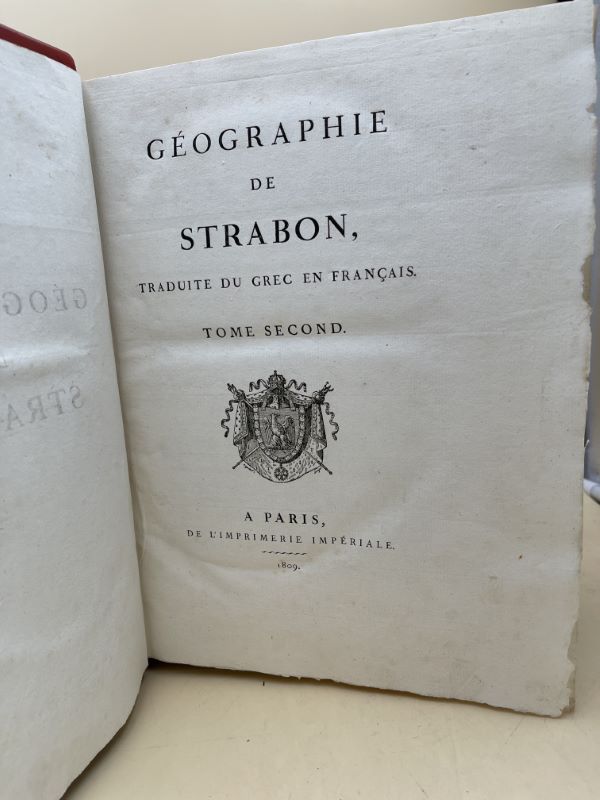 GÉOGRAPHIE
DE
STRABON,
TRADUITE DU GREC EN FRANÇAIS.
TOME SECOND.
A PARIS,
DE L'IMPRIMERIE IMPÉRIALE.
1809.